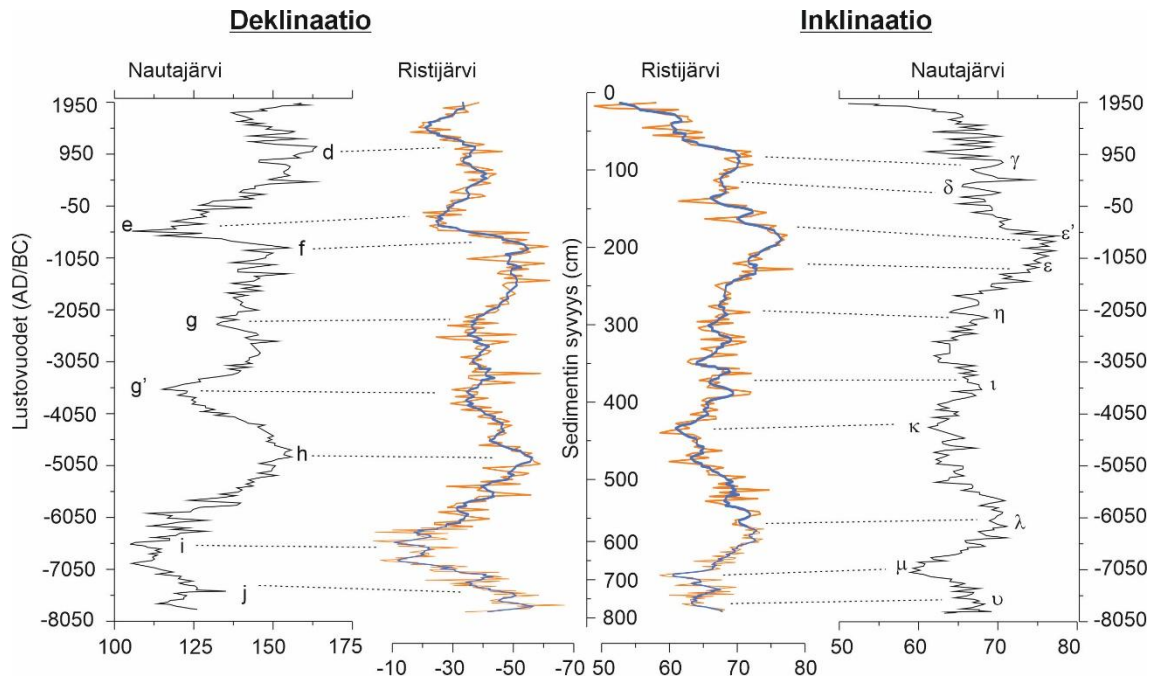 Deklinaatio
Inklinaatio
Nautajärvi
Ristijärvi
Ristijärvi
Nautajärvi
Lustovuodet (AD/BC)
1950
950
-50
-1050
-2050
-3050
-4050
-5050
-6050
-7050
-8050
100 125 150 175
d
e
f
g
g'
h
i
j
-10 -30 -50 -70
Sedimentin syvyys (cm)
0
100
200
300
400
500
600
700
800
50 60 70 80
γ
δ
ε'
ε
η
ι
κ
λ
μ
υ
50 60 70 80
1950
950
-50
-1050
-2050
-3050
-4050
-5050
-6050
-7050
-8050